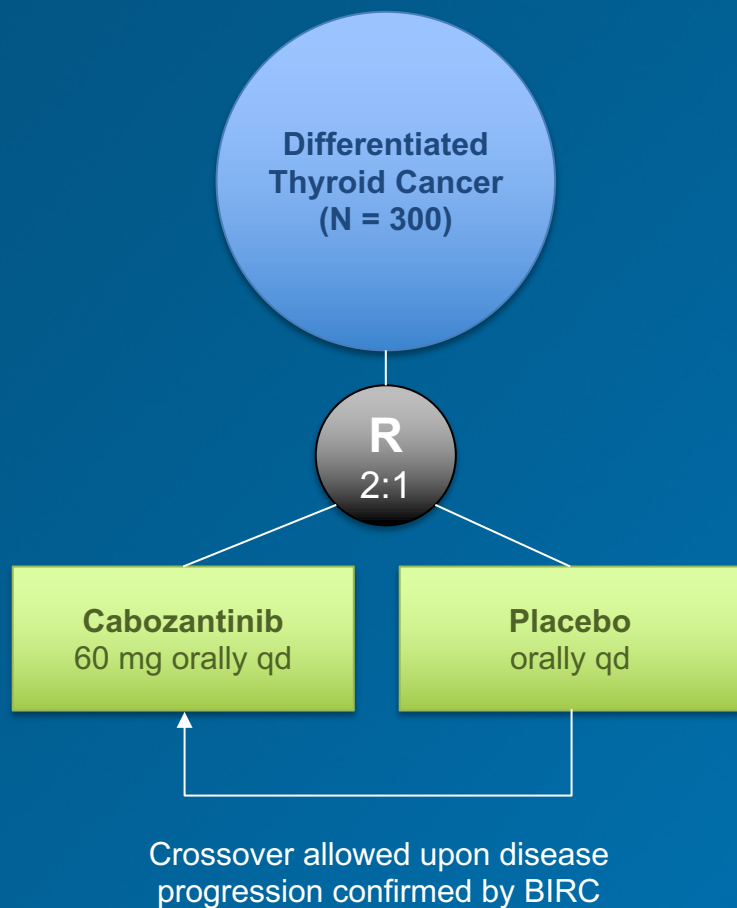 Differentiated
Thyroid Cancer
(N = 300)
R
2:1
Cabozantinib
60 mg orally qd
Placebo
orally qd
Crossover allowed upon disease
progression confirmed by BIRC